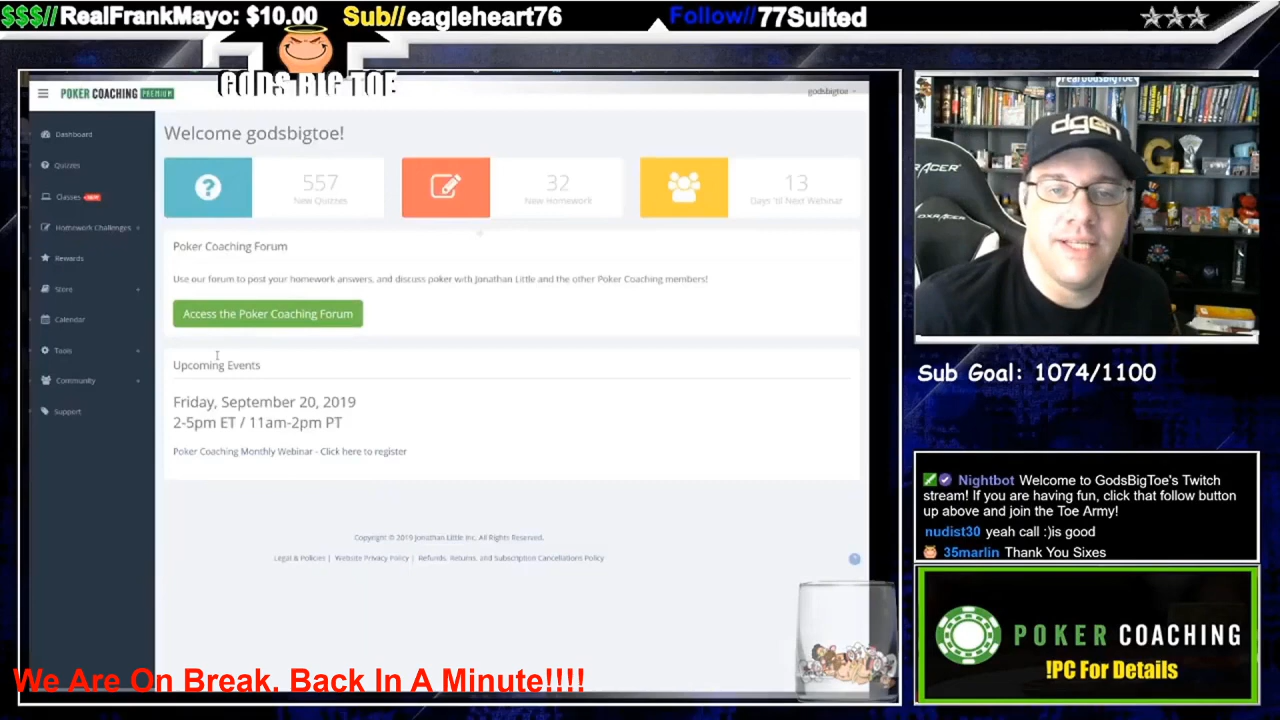 $$$// RealFrankMayo: $10.00 Sub// eagleheart76 Follow// 77Suited
GODS BIG TOE
POKER COACHING PREMIUM
godsbigtoe
Dashboard
Quizzes
Classes NEW
Homework Challenges
Rewards
Store
Calendar
Tools
Community
Support
Welcome godsbigtoe!
557
New Quizzes
32
New Homework
13
Days 'til Next Webinar
Poker Coaching Forum
Use our forum to post your homework answers, and discuss poker with Jonathan Little and the other Poker Coaching members!
Access the Poker Coaching Forum
Upcoming Events
Friday, September 20, 2019
2-5pm ET / 11am-2pm PT
Poker Coaching Monthly Webinar - Click here to register
Copyright © 2019 Jonathan Little Inc. All Rights Reserved.
Legal & Policies | Website Privacy Policy | Refunds, Returns, and Subscription Cancellations Policy
We Are On Break. Back In A Minute!!!!
dgen
DXRACER
Sub Goal: 1074/1100
Nightbot Welcome to GodsBigToe's Twitch
stream! If you are having fun, click that follow button
up above and join the Toe Army!
nudist30 yeah call :)is good
35marlin Thank You Sixes
POKER COACHING
!PC For Details